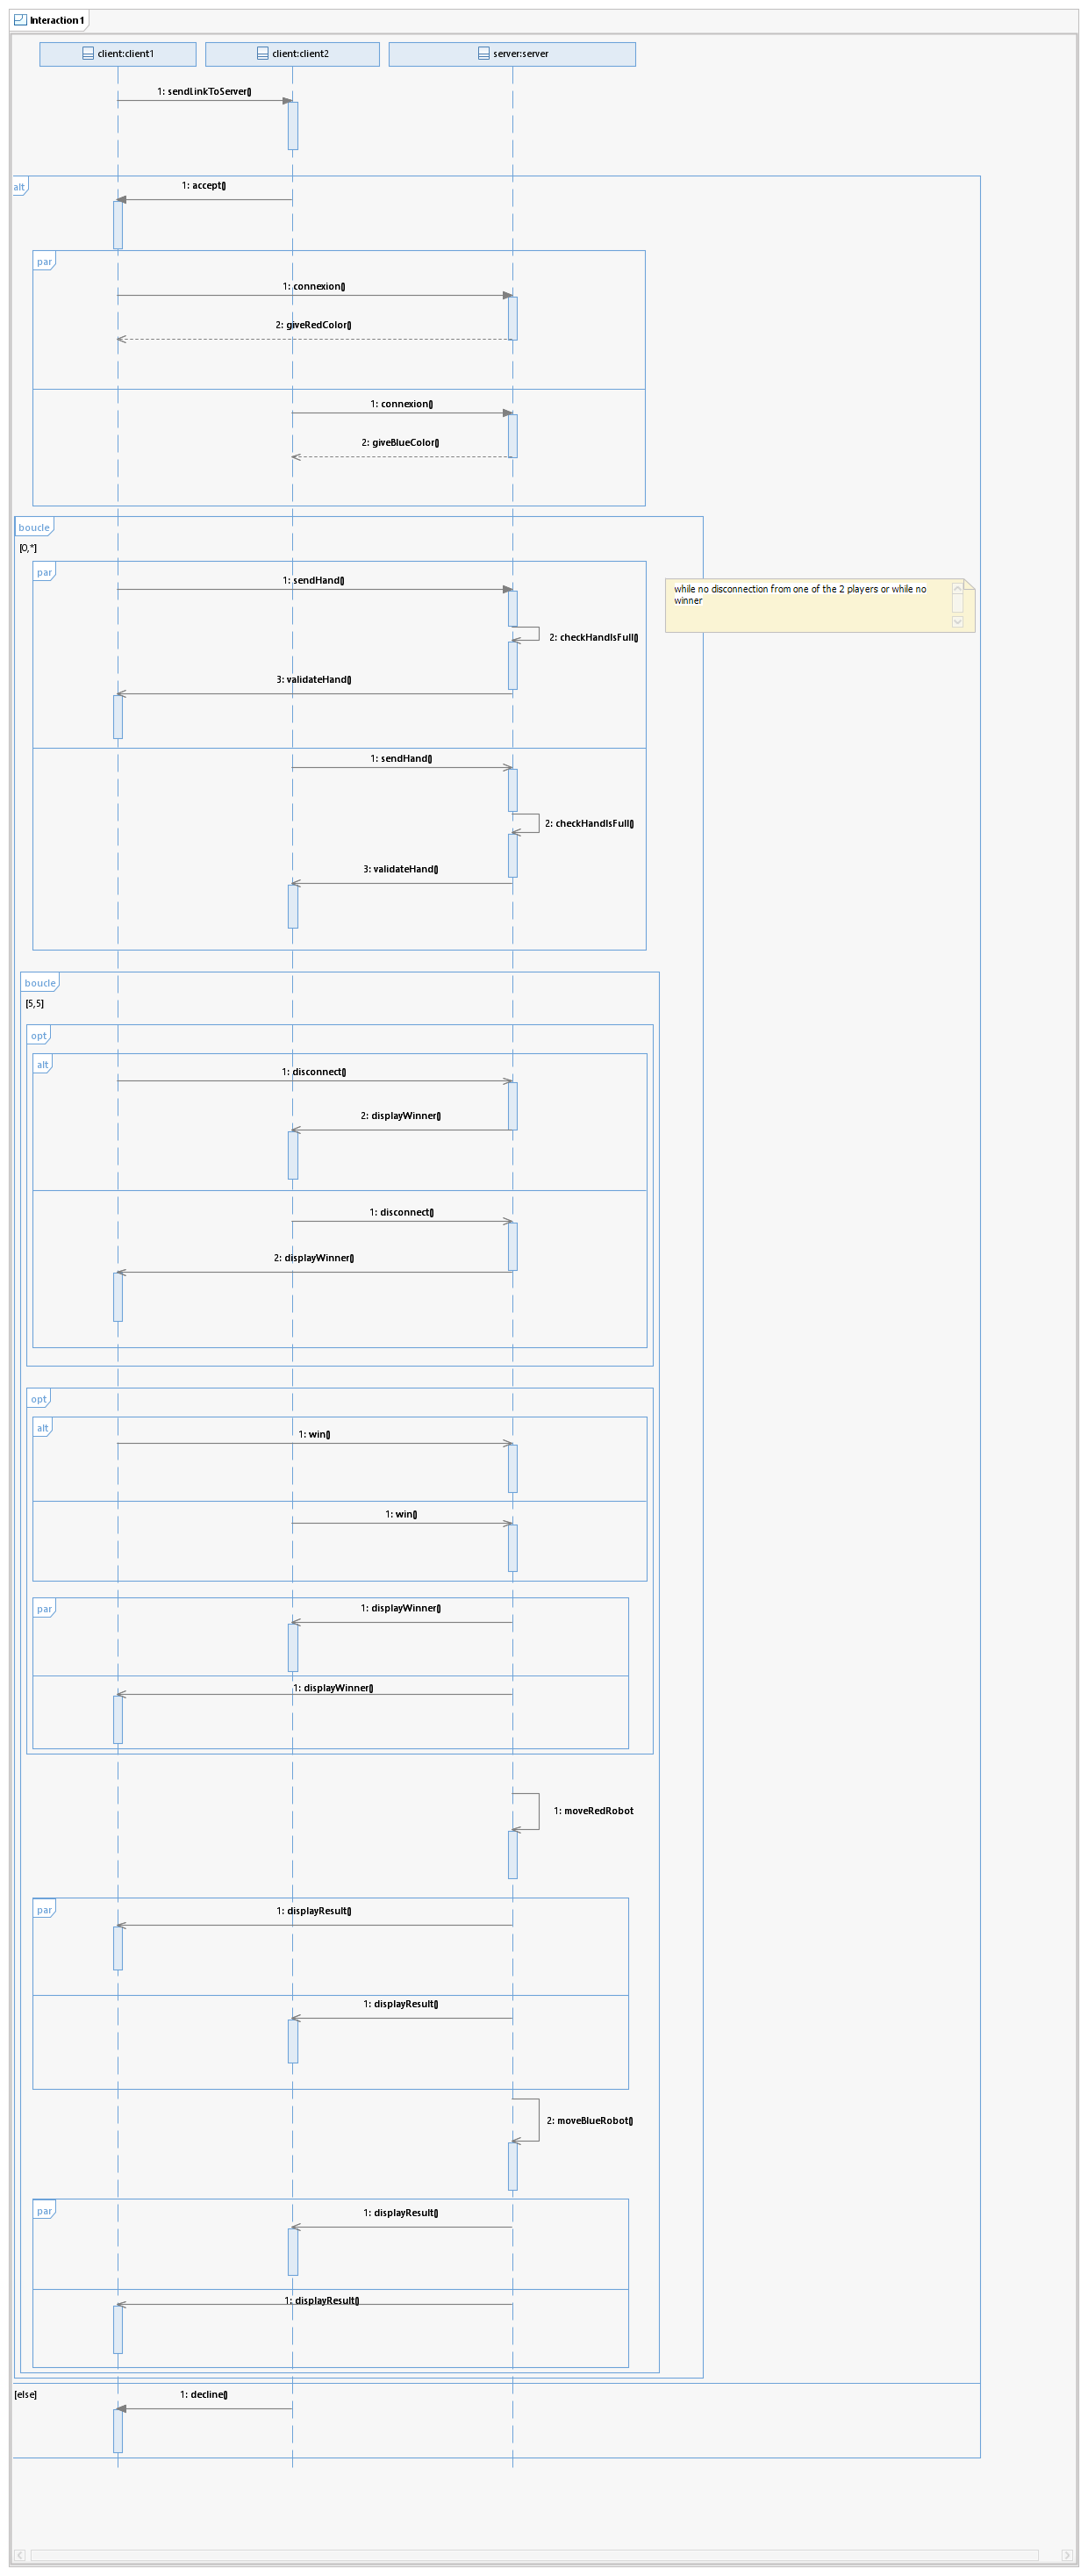 Interaction1
client:client1
client:client2
server:server
1: sendLinkToServer()
alt
1: accept()
par
1: connexion()
2: giveRedColor()
1: connexion()
2: giveBlueColor()
boucle
[0,*]
par
1: sendHand()
while no disconnection from one of the 2 players or while no
winner
2: checkHandIsFull()
3: validateHand()
1: sendHand()
2: checkHandIsFull()
3: validateHand()
boucle
[5,5]
opt
alt
1: disconnect()
2: displayWinner()
1: disconnect()
2: displayWinner()
opt
alt
1: win()
1: win()
par
1: displayWinner()
1: displayWinner()
1: moveRedRobot
par
1: displayResult()
1: displayResult()
2: moveBlueRobot()
par
1: displayResult()
1: displayResult()
[else]
1: decline()